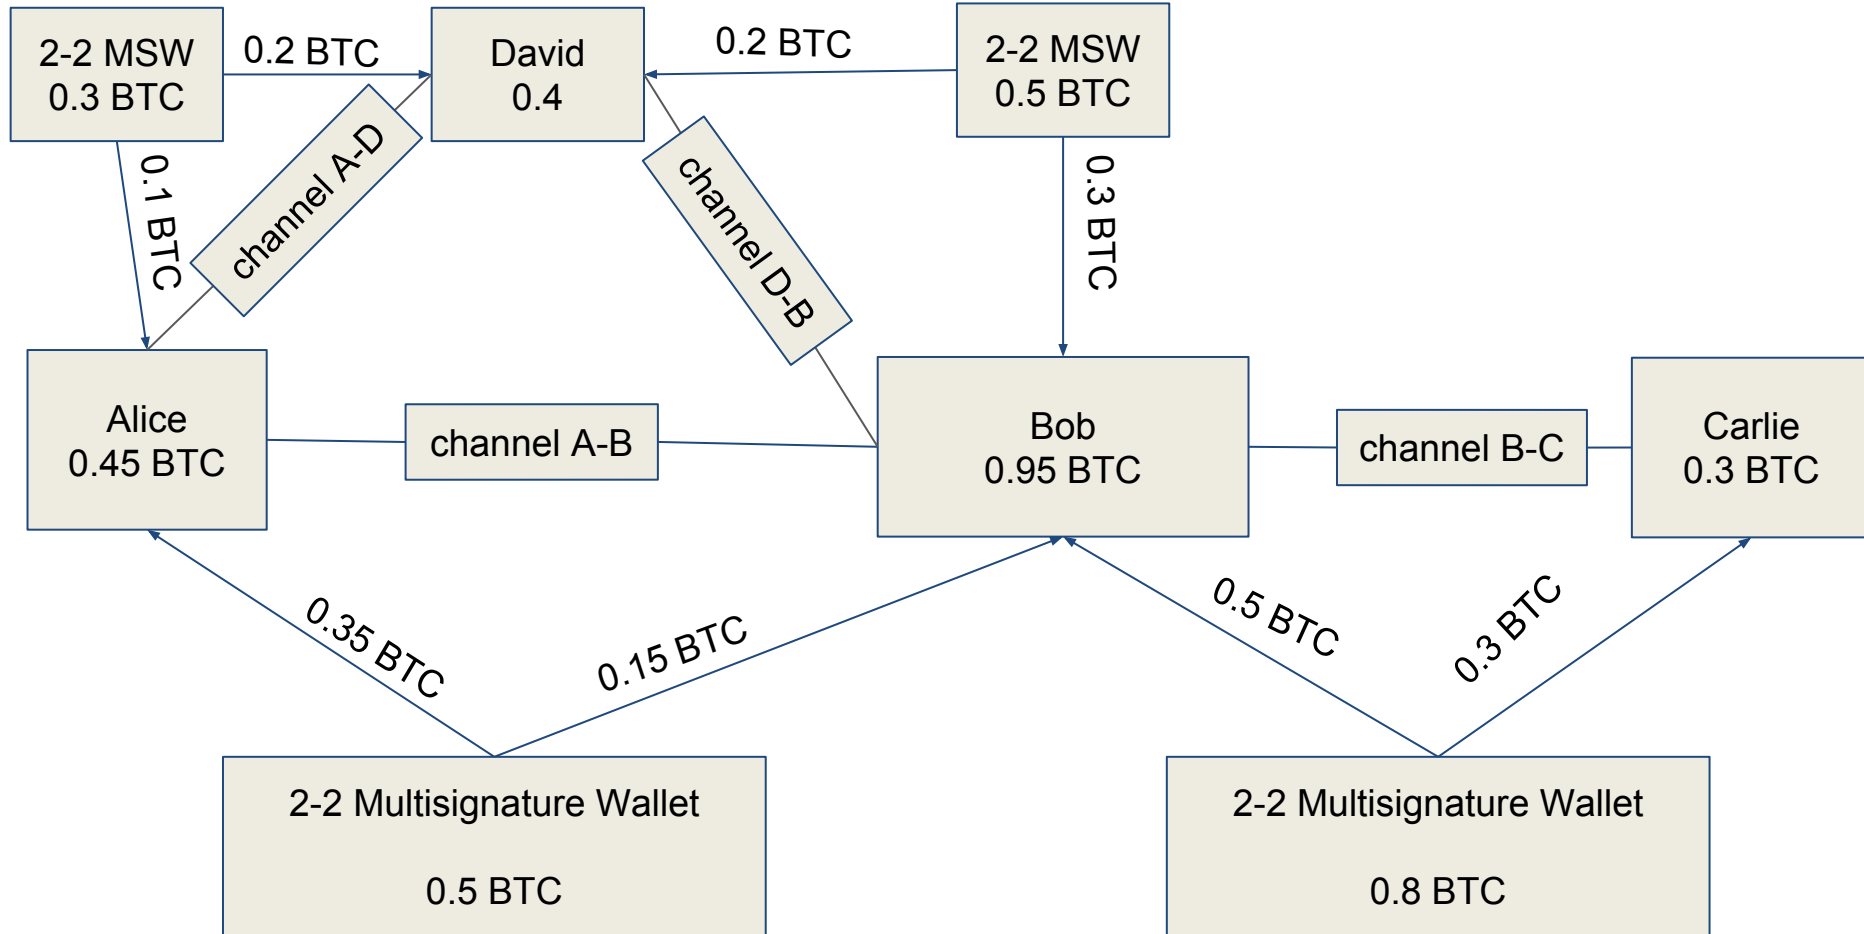 2-2 MSW
0.3 BTC
0.2 BTC
David
0.4
0.2 BTC
2-2 MSW
0.5 BTC
0.1 BTC
channel A-D
channel D-B
0.3 BTC
Alice
0.45 BTC
channel A-B
Bob
0.95 BTC
channel B-C
Carlie
0.3 BTC
0.35 BTC
0.15 BTC
0.5 BTC
0.3 BTC
2-2 Multisignature Wallet
0.5 BTC
2-2 Multisignature Wallet
0.8 BTC